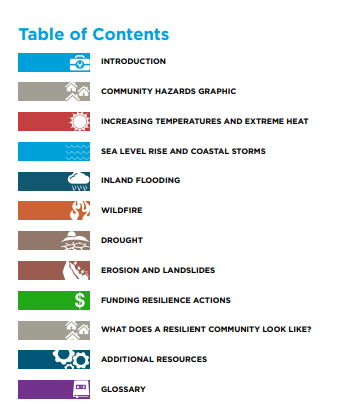 Table of Contents
INTRODUCTION
COMMUNITY HAZARDS GRAPHIC
INCREASING TEMPERATURES AND EXTREME HEAT
SEA LEVEL RISE AND COASTAL STORMS
INLAND FLOODING
WILDFIRE
DROUGHT
EROSION AND LANDSLIDES
$
FUNDING RESILIENCE ACTIONS
WHAT DOES A RESILIENT COMMUNITY LOOK LIKE?
ADDITIONAL RESOURCES
GLOSSARY